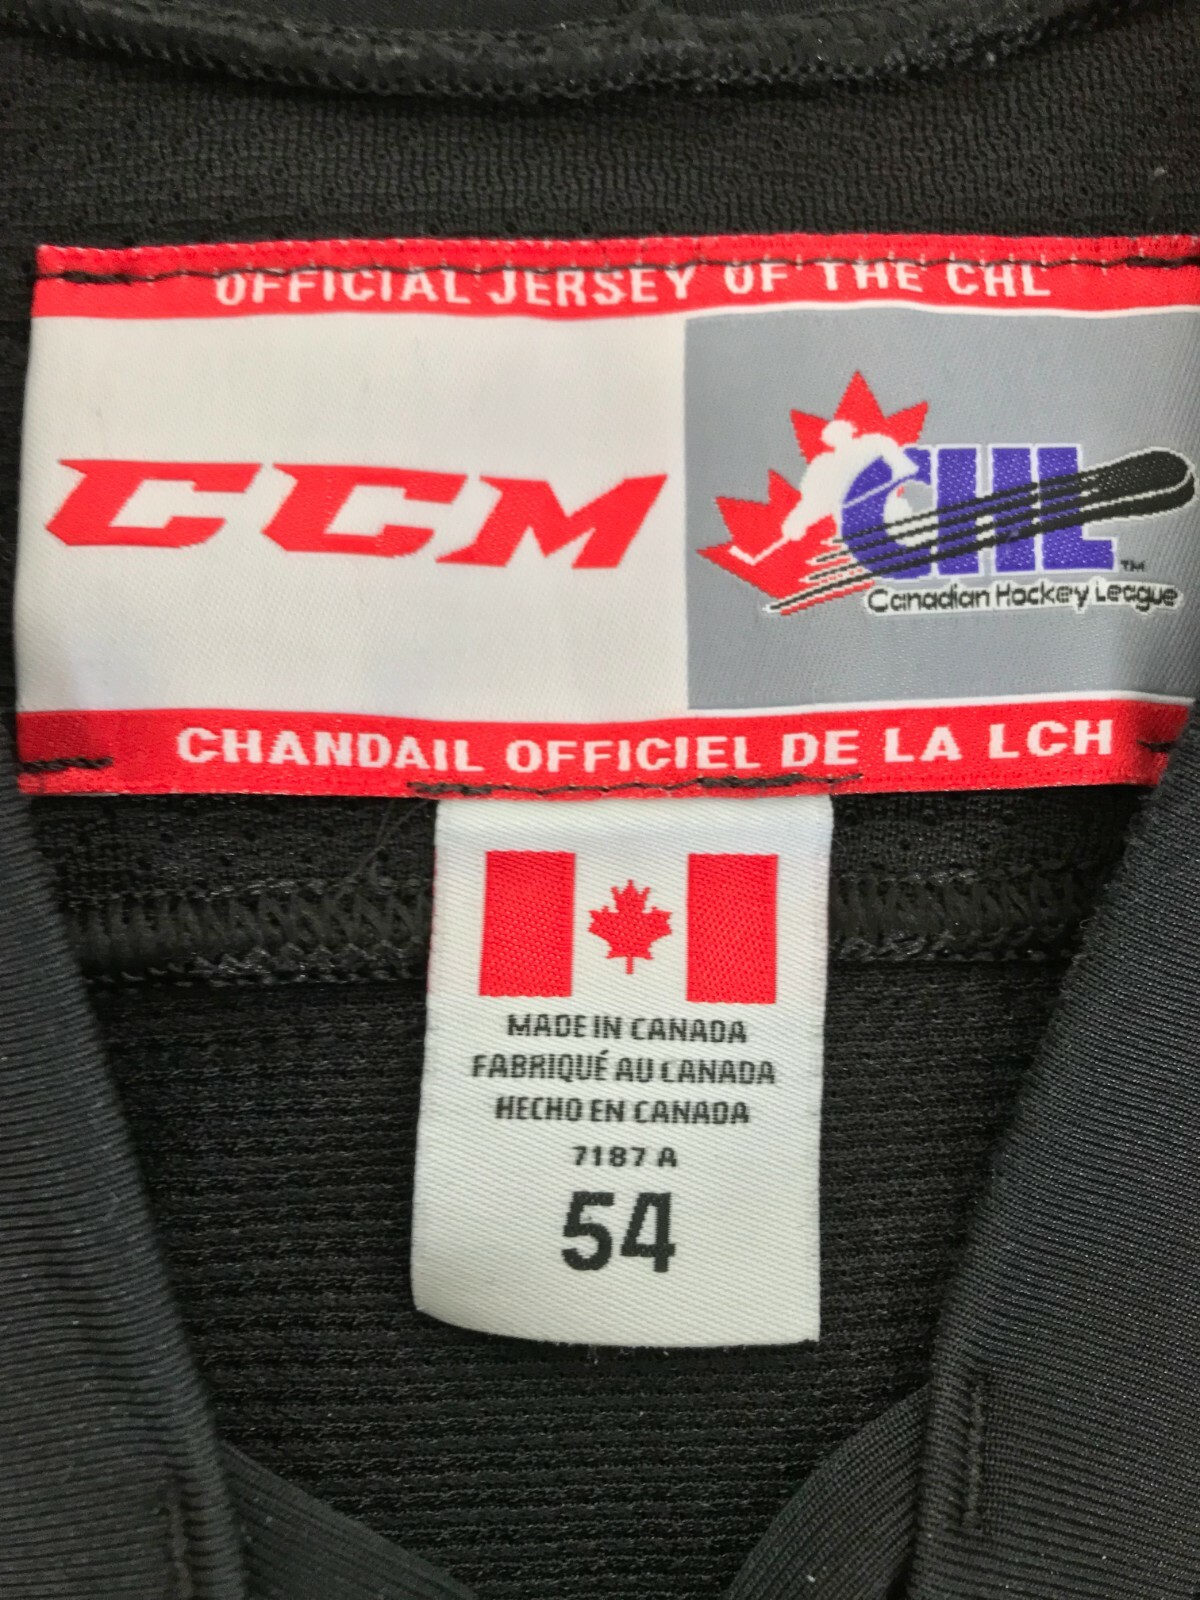 OFFICIAL JERSEY OF THE CHL
CCM
CHL TM
Canadian Hockey League
CHANDAIL OFFICIEL DE LA LCH
MADE IN CANADA
FABRIQUÉ AU CANADA
HECHO EN CANADA
7187 A
54